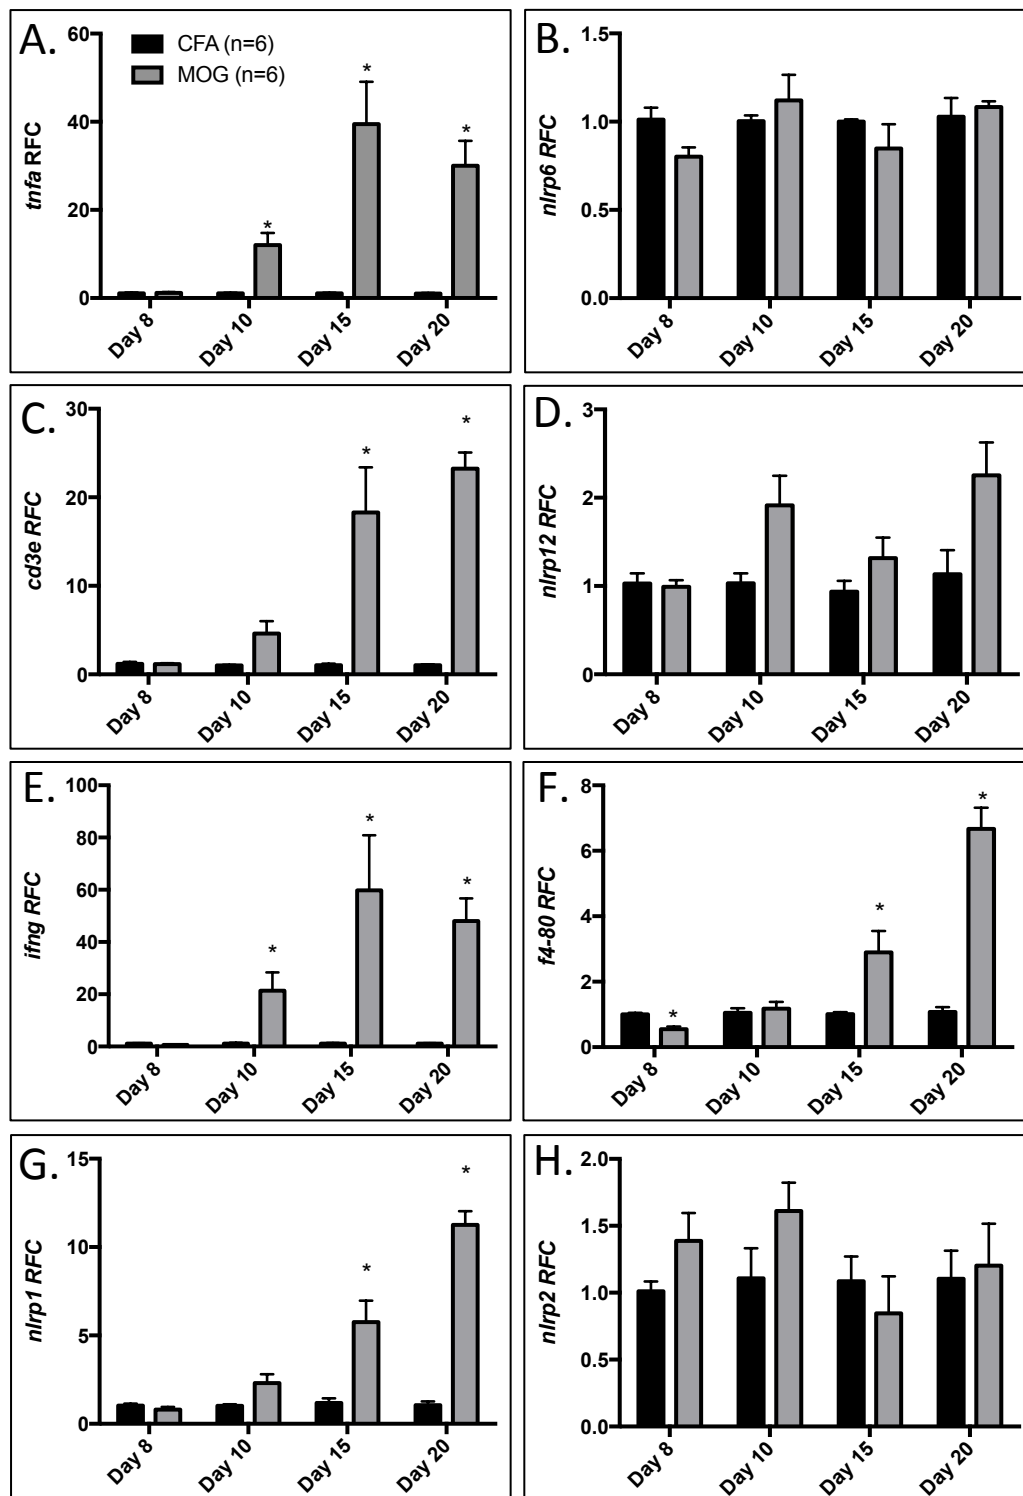 A.
tnfa RFC
60
40
20
0
CFA (n=6)
MOG (n=6)
*
*
*
Day 8
Day 10
Day 15
Day 20
B.
nlrp6 RFC
1.5
1.0
0.5
0.0
Day 8
Day 10
Day 15
Day 20
C.
cd3e RFC
30
20
10
0
*
*
Day 8
Day 10
Day 15
Day 20
D.
nlrp12 RFC
3
2
1
0
Day 8
Day 10
Day 15
Day 20
E.
ifng RFC
100
80
60
40
20
0
*
*
*
Day 8
Day 10
Day 15
Day 20
F.
f4-80 RFC
8
6
4
2
0
*
*
*
Day 8
Day 10
Day 15
Day 20
G.
nlrp1 RFC
15
10
5
0
*
*
Day 8
Day 10
Day 15
Day 20
H.
nlrp2 RFC
2.0
1.5
1.0
0.5
0.0
Day 8
Day 10
Day 15
Day 20